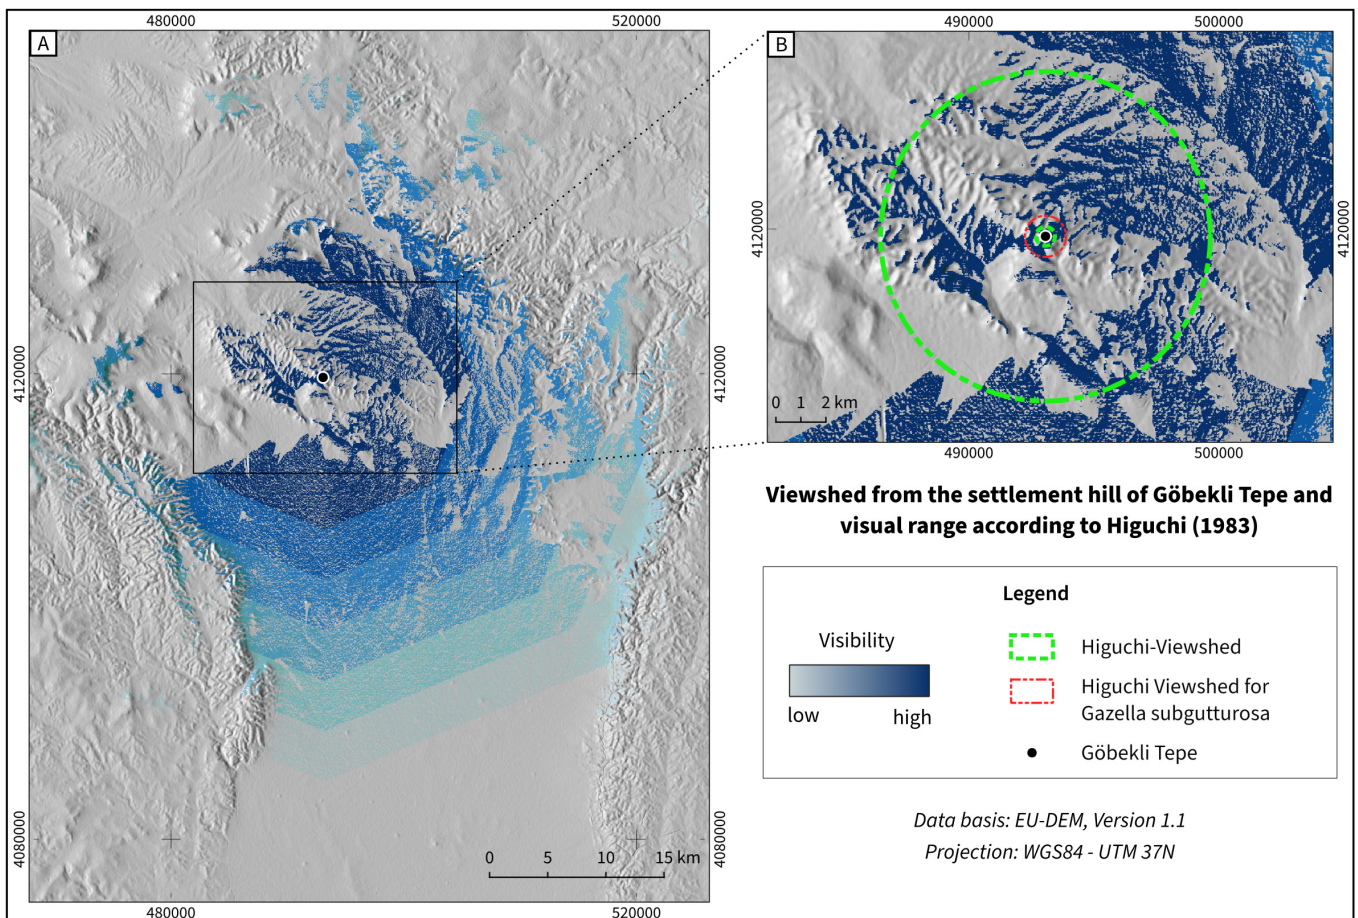 480000
520000
A
4120000
4120000
4080000
4080000
0 5 10 15 km
480000
520000
490000
500000
B
4120000
4120000
0 1 2 km
490000
500000
Viewshed from the settlement hill of Göbekli Tepe and
visual range according to Higuchi (1983)
Legend
Visibility
low
high
Higuchi-Viewshed
Higuchi Viewshed for
Gazella subgutturosa
Göbekli Tepe
Data basis: EU-DEM, Version 1.1
Projection: WGS84 - UTM 37N